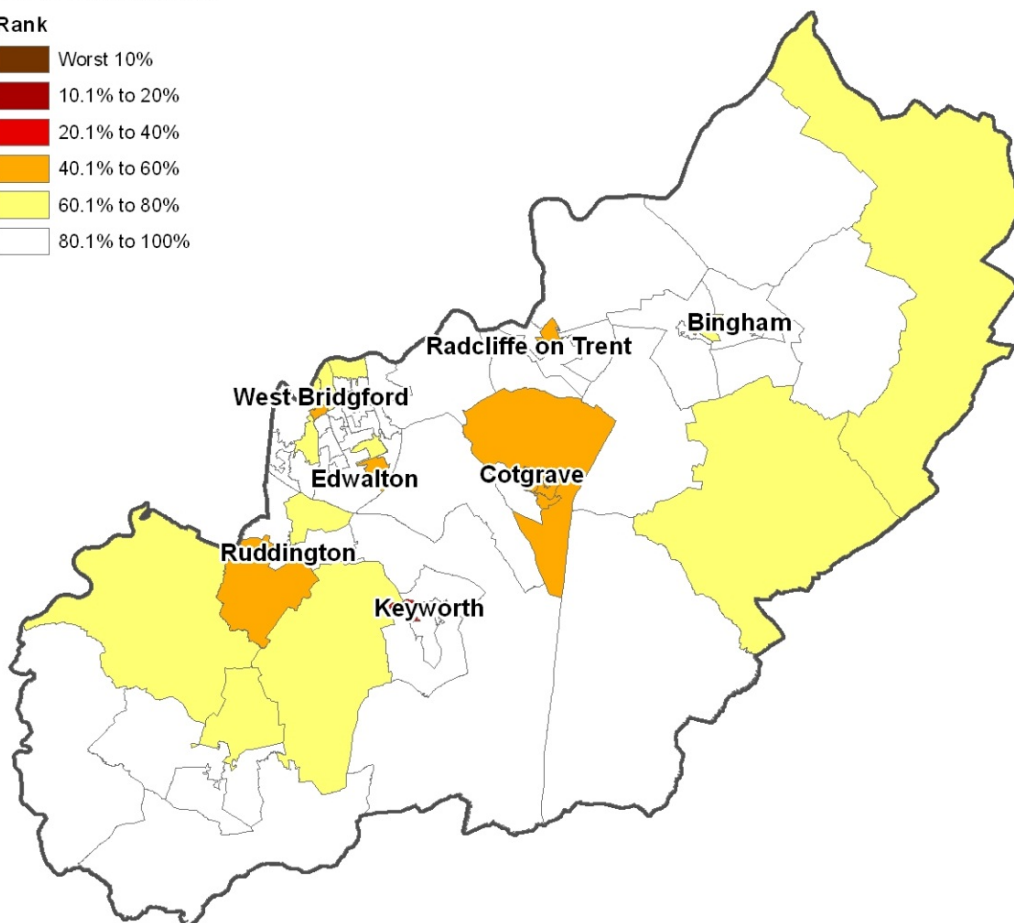 Rank
Worst 10%
10.1% to 20%
20.1% to 40%
40.1% to 60%
60.1% to 80%
80.1% to 100%
Bingham
Radcliffe on Trent
West Bridgford
Edwalton
Cotgrave
Ruddington
Keyworth